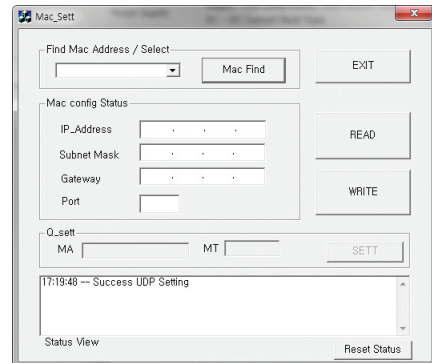 Mac_Sett
Find Mac Address / Select
Mac Find
EXIT
Mac config Status
IP_Address
READ
Subnet Mask
Gateway
WRITE
Port
Q_sett
MA
MT
SETT
17:19:48 -- Success UDP Setting
Status View
Reset Status